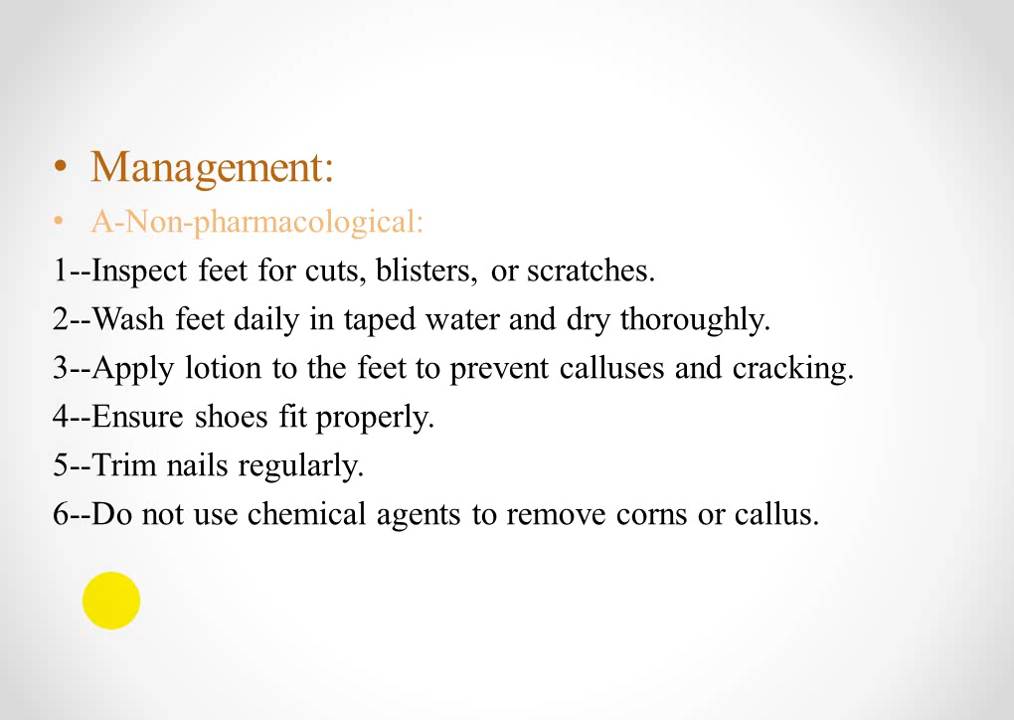 • Management:
• A-Non-pharmacological:
1--Inspect feet for cuts, blisters, or scratches.
2--Wash feet daily in taped water and dry thoroughly.
3--Apply lotion to the feet to prevent calluses and cracking.
4--Ensure shoes fit properly.
5--Trim nails regularly.
6--Do not use chemical agents to remove corns or callus.